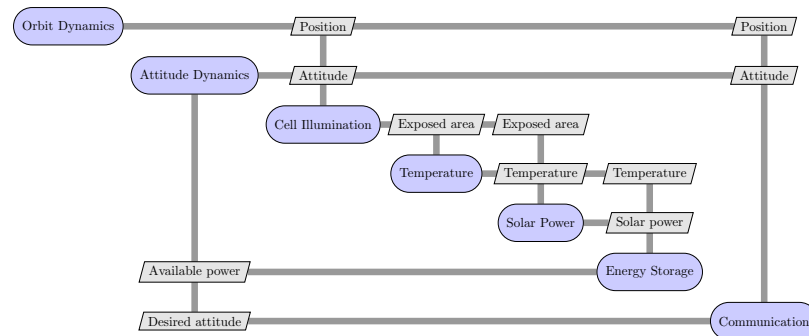 Orbit Dynamics
Position
Position
Attitude Dynamics
Attitude
Attitude
Cell Illumination
Exposed area
Exposed area
Temperature
Temperature
Temperature
Solar Power
Solar power
Available power
Energy Storage
Desired attitude
Communication